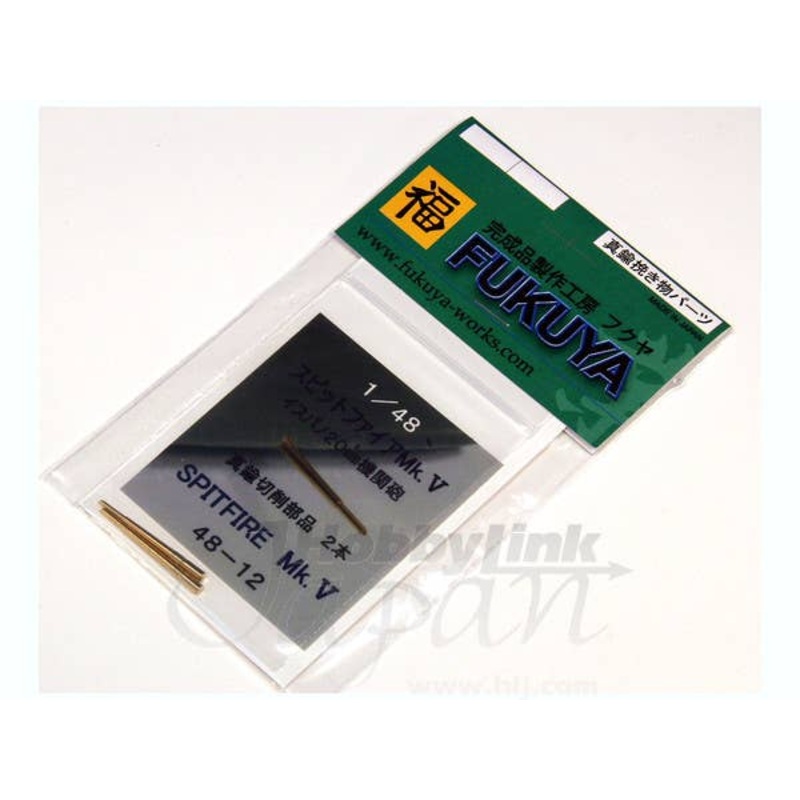 福
完成品製作工房 フクヤ
真鍮挽き物パーツ
MADE IN JAPAN
FUKUYA
www.fukuya-works.com
1/48
スピットファイアMk.V
イスパノ20㎜機関砲
真鍮切削部品 2本
SPITFIRE Mk.V
48-12
HobbyLink
Japan
www.hlj.com